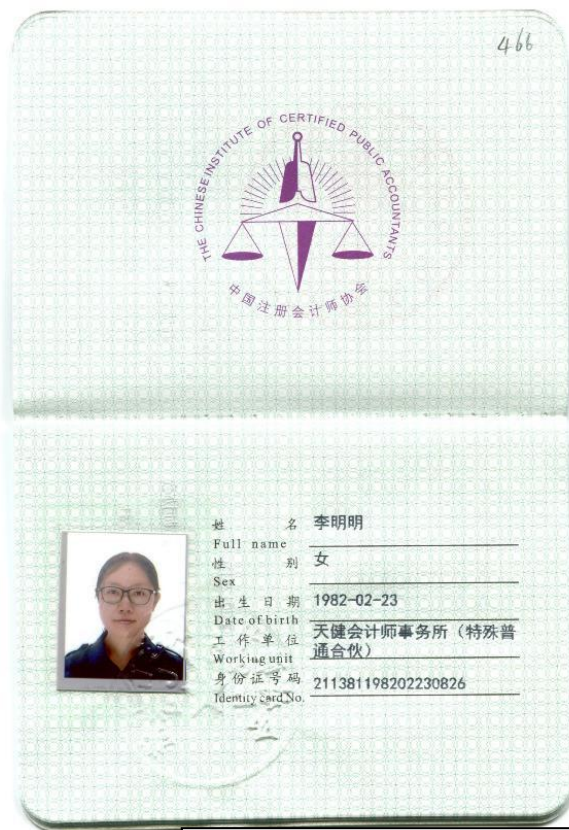 466
THE CHINESE INSTITUTE OF CERTIFIED PUBLIC ACCOUNTANTS
中国注册会计师协会
姓 名 李明明
Full name
性 别 女
Sex
出生日期 1982-02-23
Date of birth
工作单位 天健会计师事务所（特殊普
通合伙）
Working unit
身份证号码 211381198202230826
Identity card No.